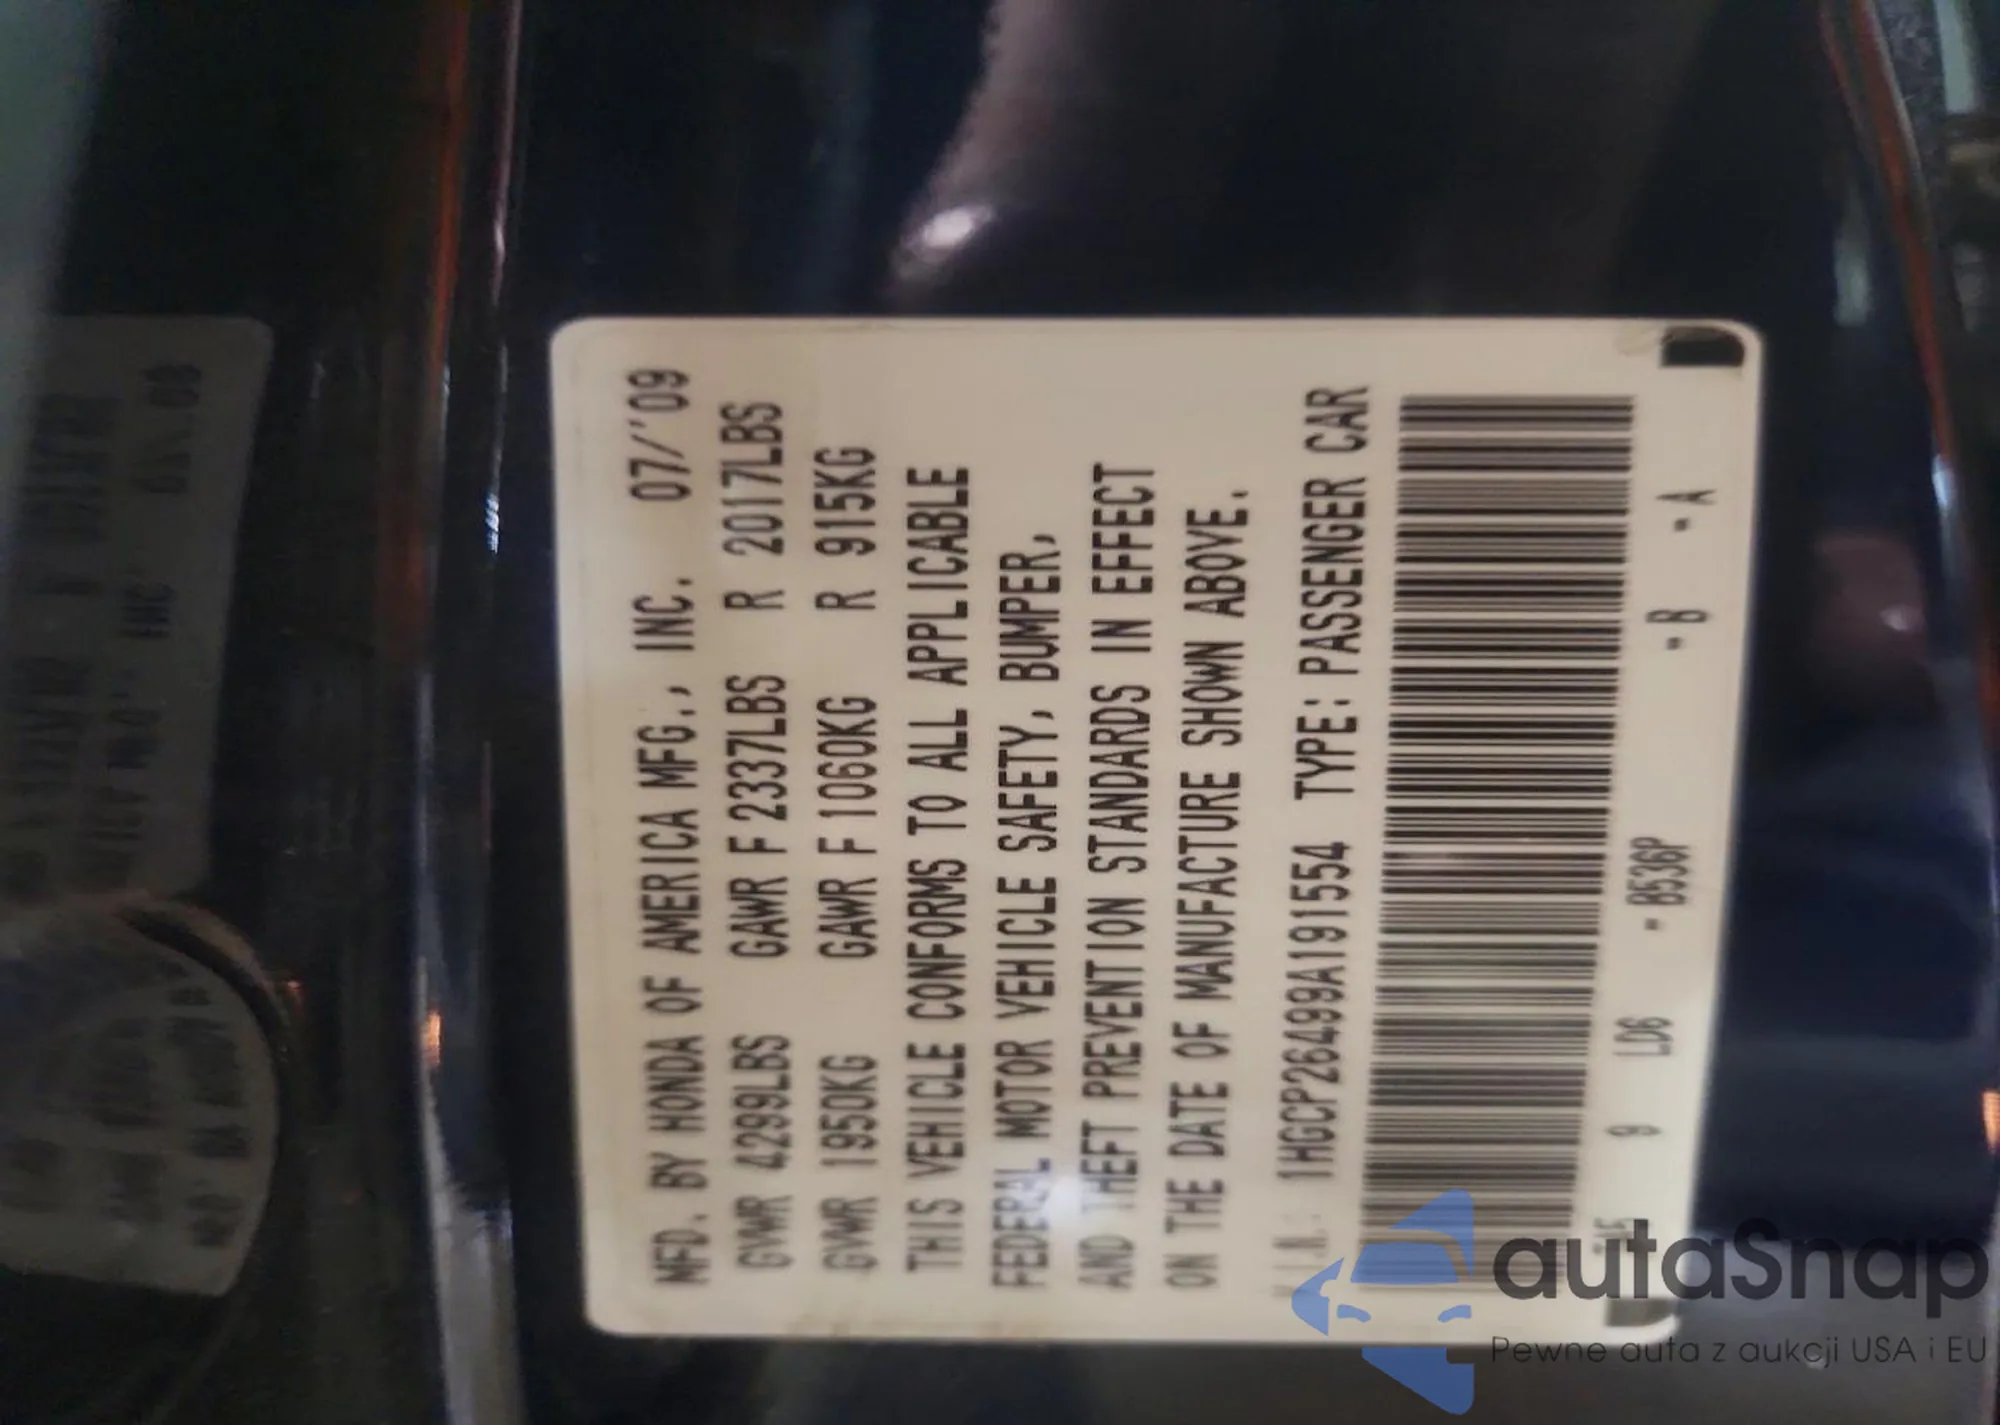 MFD. BY HONDA OF AMERICA MFG., INC. 07/'09
GVWR 4299LBS GAWR F 2337LBS R 2017LBS
GVWR 1950KG GAWR F 1060KG R 915KG
THIS VEHICLE CONFORMS TO ALL APPLICABLE
FEDERAL MOTOR VEHICLE SAFETY, BUMPER,
AND THEFT PREVENTION STANDARDS IN EFFECT
ON THE DATE OF MANUFACTURE SHOWN ABOVE.
V.I.N.: 1HGCP26499A191554 TYPE: PASSENGER CAR
9 LD6 -B536P -B -A
autaSnap
Pewne auta z aukcji USA i EU